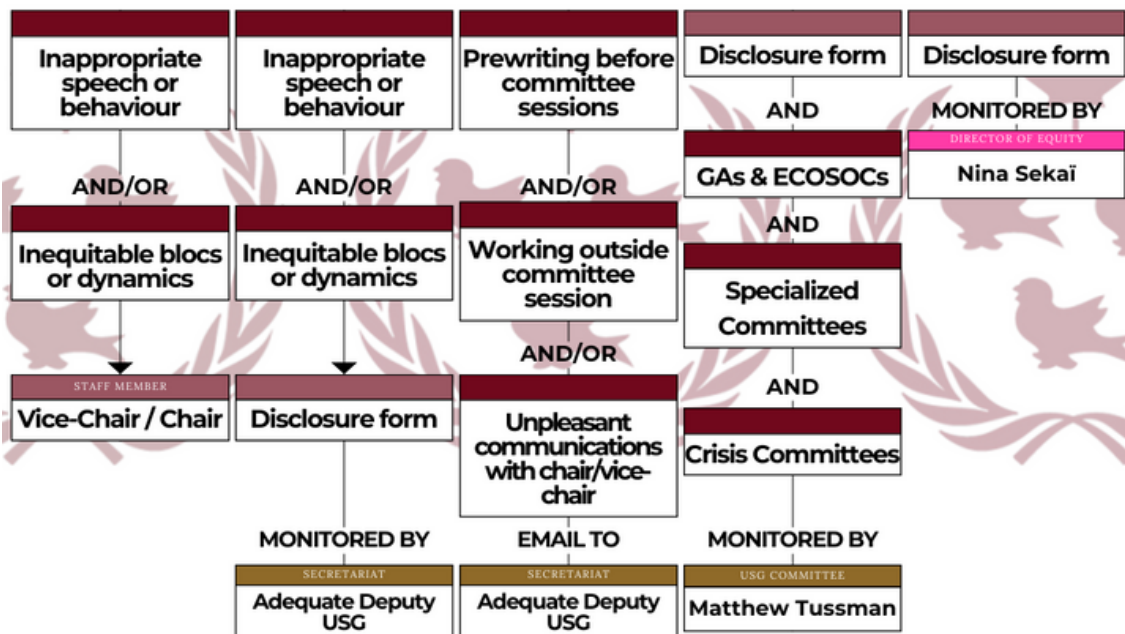 Inappropriate
speech or
behaviour
AND/OR
Inequitable blocs
or dynamics
STAFF MEMBER
Vice-Chair / Chair
Inappropriate
speech or
behaviour
AND/OR
Inequitable blocs
or dynamics
Disclosure form
MONITORED BY
SECRETARIAT
Adequate Deputy
USG
Prewriting before
committee
sessions
AND/OR
Working outside
committee
session
AND/OR
Unpleasant
communications
with chair/vice-
chair
EMAIL TO
SECRETARIAT
Adequate Deputy
USG
Disclosure form
AND
GAs & ECOSOCs
AND
Specialized
Committees
AND
Crisis Committees
MONITORED BY
USG COMMITTEE
Matthew Tussman
Disclosure form
MONITORED BY
DIRECTOR OF EQUITY
Nina Sekaï